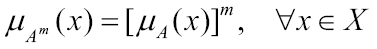 μ_{A^m}(x) = [μ_A(x)]^m, ∀x ∈ X